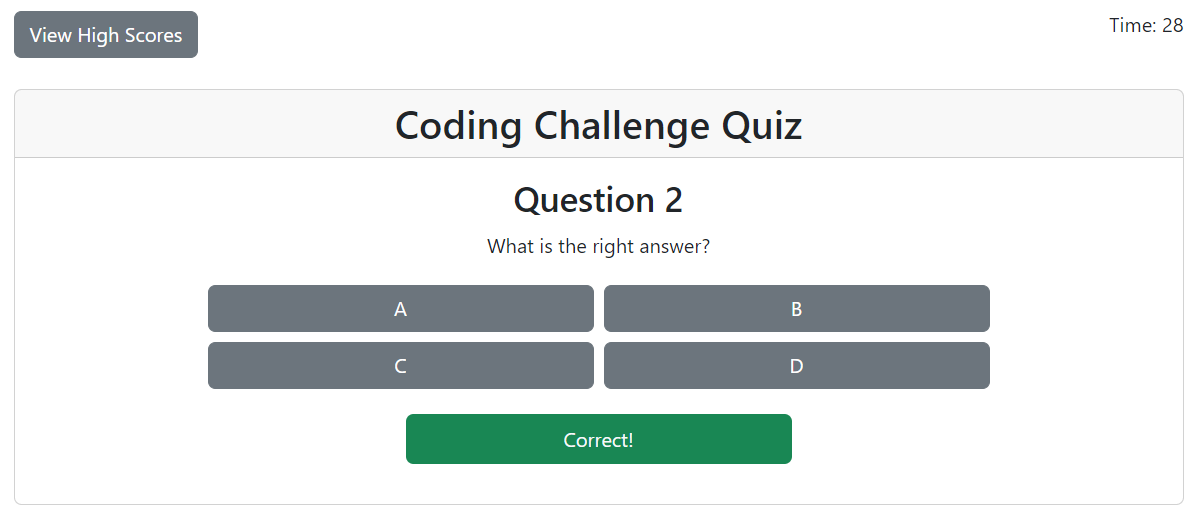 View High Scores
Time: 28
Coding Challenge Quiz
Question 2
What is the right answer?
A
B
C
D
Correct!